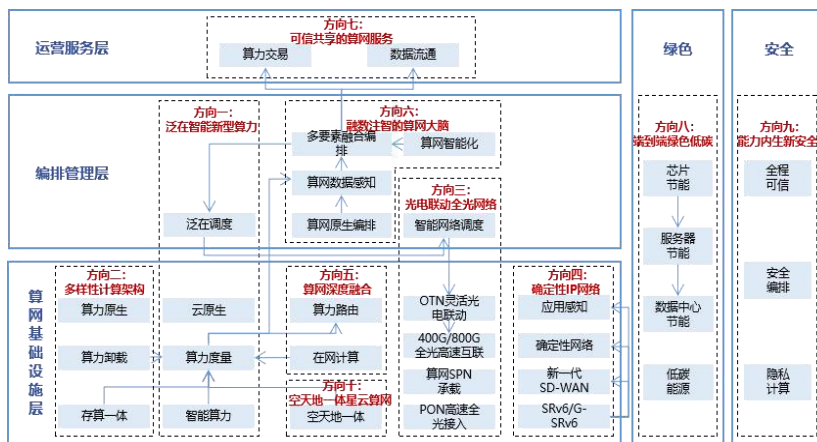 方向七：
可信共享的算网服务
运营服务层
算力交易
数据流通
绿色
安全
方向一：
泛在智能新型算力
方向六：
融数注智的算网大脑
多要素融合编
排
算网智能化
编排管理层
算网数据感知
方向三：
光电联动全光网络
泛在调度
算网原生编排
智能网络调度
方向八：
端到端绿色低碳
芯片
节能
服务器
节能
数据中心
节能
低碳
能源
方向九：
能力内生新安全
全程
可信
安全
编排
隐私
计算
算网基础设施层
方向二：
多样性计算架构
算力原生
算力卸载
存算一体
云原生
算力度量
智能算力
方向五：
算网深度融合
算力路由
在网计算
方向十：
空天地一体星云算网
空天地一体
OTN灵活光
电联动
400G/800G
全光高速互联
算网SPN
承载
PON高速全
光接入
方向四：
确定性IP网络
应用感知
确定性网络
新一代
SD-WAN
SRv6/G-
SRv6